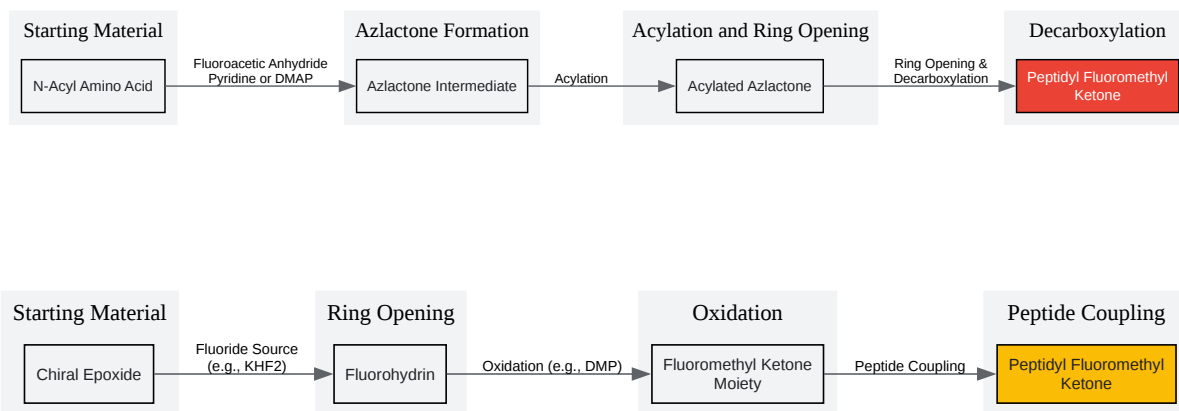 Starting Material
Azlactone Formation
Acylation and Ring Opening
Decarboxylation
N-Acyl Amino Acid
Fluoroacetic Anhydride
Pyridine or DMAP
Azlactone Intermediate
Acylation
Acylated Azlactone
Ring Opening &
Decarboxylation
Peptidyl Fluoromethyl
Ketone
Starting Material
Ring Opening
Oxidation
Peptide Coupling
Chiral Epoxide
Fluoride Source
(e.g., KHF2)
Fluorohydrin
Oxidation (e.g., DMP)
Fluoromethyl Ketone
Moiety
Peptide Coupling
Peptidyl Fluoromethyl
Ketone